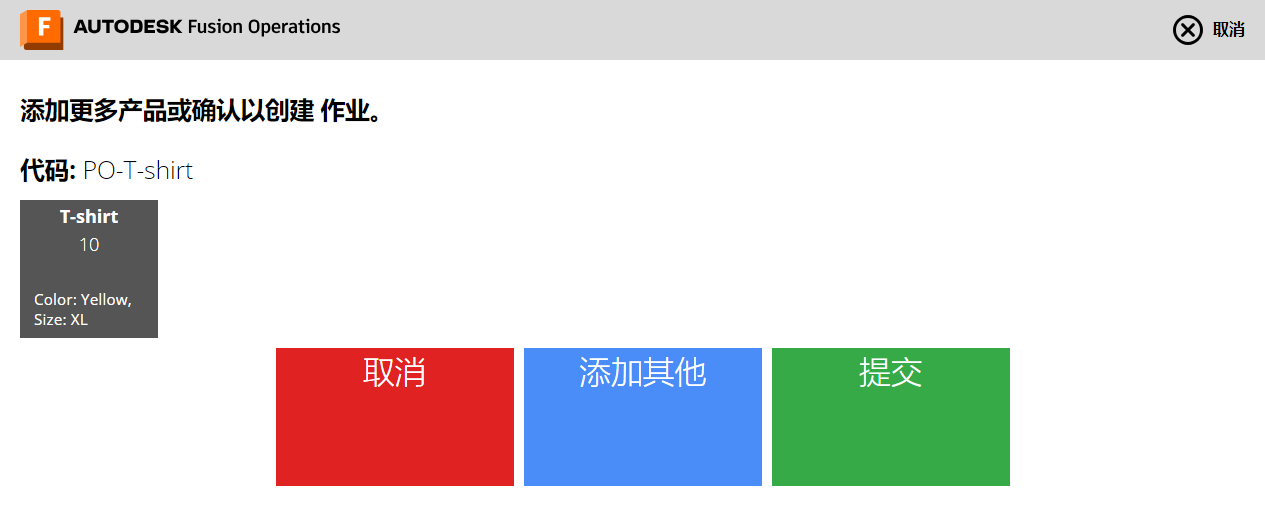 F AUTODESK Fusion Operations
取消
添加更多产品或确认以创建 作业。
代码: PO-T-shirt
T-shirt
10
Color: Yellow,
Size: XL
取消
添加其他
提交